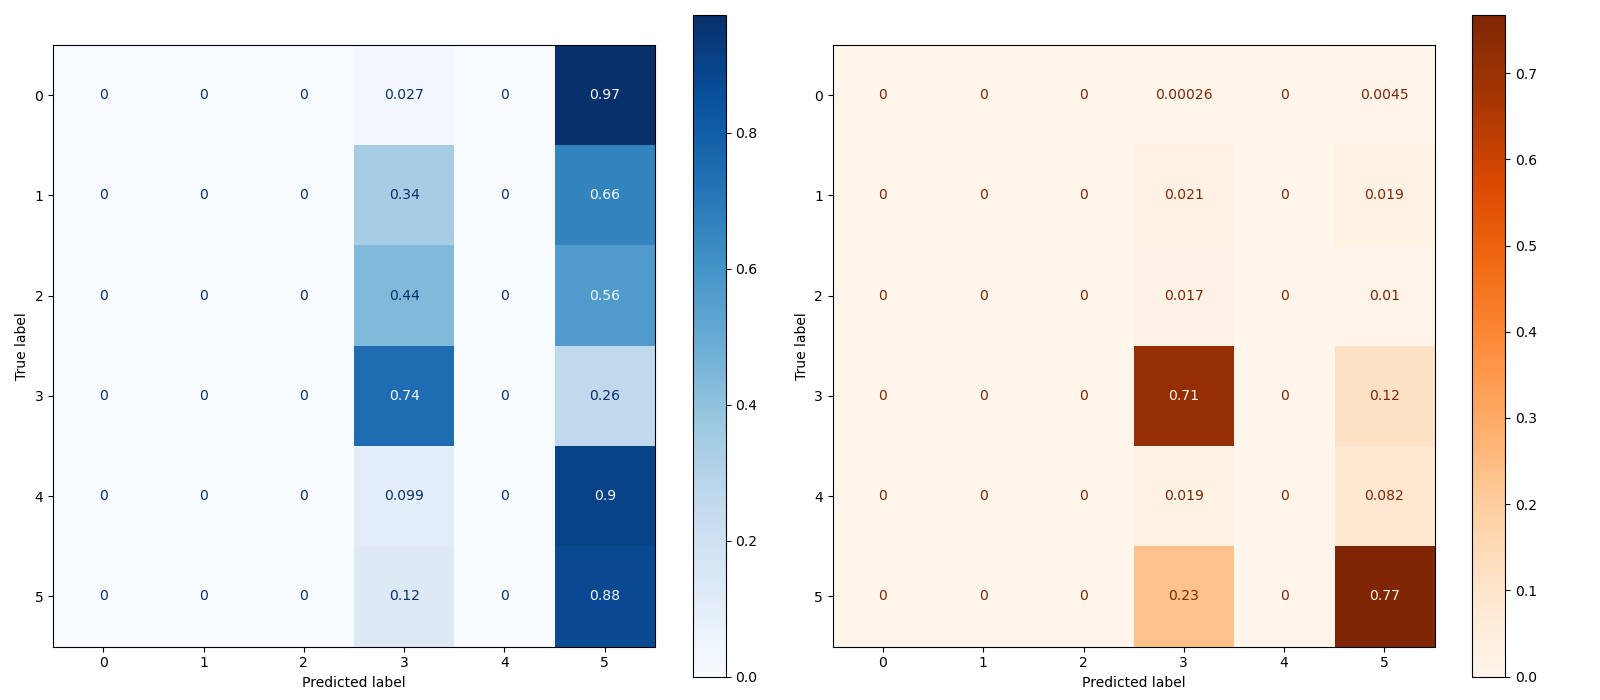 0 0 0 0 0.027 0 0.97
1 0 0 0 0.34 0 0.66
2 0 0 0 0.44 0 0.56
3 0 0 0 0.74 0 0.26
4 0 0 0 0.099 0 0.9
5 0 0 0 0.12 0 0.88
0 1 2 3 4 5
True label
Predicted label
0.8
0.6
0.4
0.2
0.0
0 0 0 0 0.00026 0 0.0045
1 0 0 0 0.021 0 0.019
2 0 0 0 0.017 0 0.01
3 0 0 0 0.71 0 0.12
4 0 0 0 0.019 0 0.082
5 0 0 0 0.23 0 0.77
0 1 2 3 4 5
True label
Predicted label
0.7
0.6
0.5
0.4
0.3
0.2
0.1
0.0